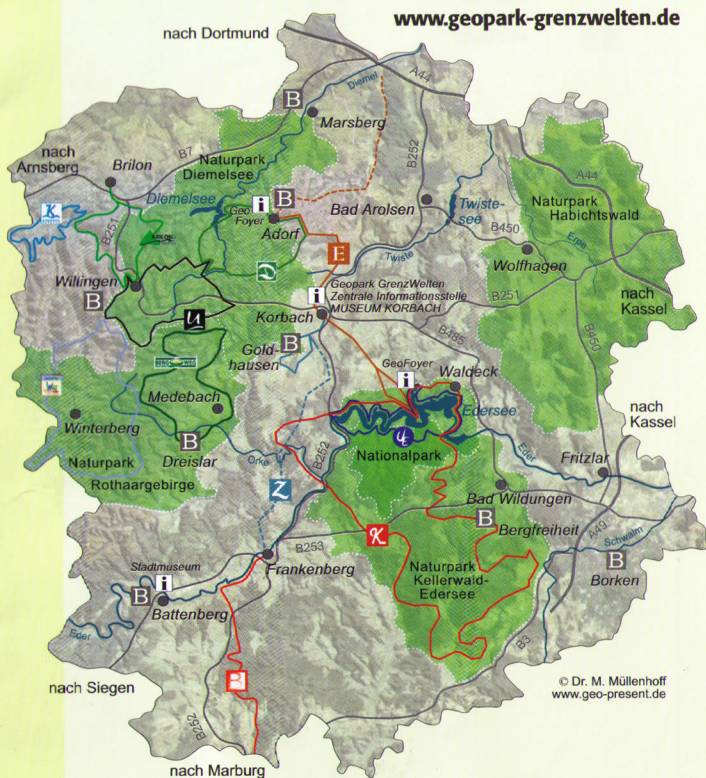 www.geopark-grenzwelten.de
nach Dortmund
A44
Diemel
B
Marsberg
nach
Arnsberg
B7
Naturpark
Diemelsee
B252
Brilon
A44
Diemelsee
B
i
Geo
Foyer
Adorf
Bad Arolsen
Twiste-
see
Naturpark
Habichtswald
K
B251
B450
Erpe
E
Twiste
Wolfhagen
D
Willingen
i
Geopark GrenzWelten
Zentrale Informationsstelle
MUSEUM KORBACH
B251
nach
Kassel
B
U
Korbach
B485
B450
Gold-
hausen
B
GeoFoyer
i
Waldeck
Medebach
Edersee
nach
Kassel
Winterberg
B
Dreislar
UE
Nationalpark
Eder
Fritzlar
Naturpark
Rothaargebirge
Orke
B252
Z
Bad Wildungen
B
Bergfreiheit
A49
Schwalm
K
B253
Stadtmuseum
i
Frankenberg
B
Borken
B
Battenberg
Naturpark
Kellerwald-
Edersee
Eder
B3
nach Siegen
© Dr. M. Müllenhoff
www.geo-present.de
B252
nach Marburg